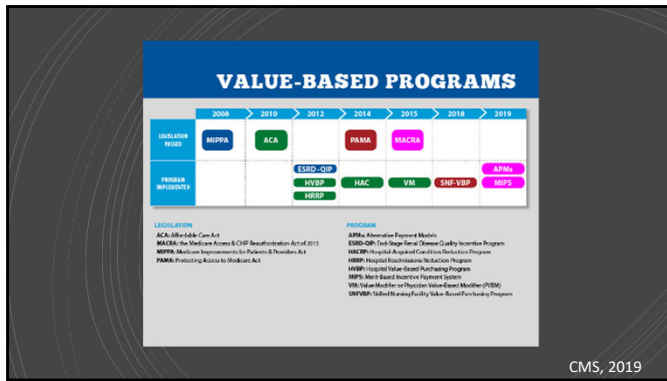 VALUE-BASED PROGRAMS
2008 2010 2012 2014 2015 2018 2019
LEGISLATION
PASSED
MIPPA ACA PAMA MACRA
PROGRAM
IMPLEMENTED
ESRD-QIP APMs
HVBP HAC VM SNF-VBP MIPS
HRRP
LEGISLATION
ACA: Affordable Care Act
MACRA: the Medicare Access & CHIP Reauthorization Act of 2015
MIPPA: Medicare Improvements for Patients & Providers Act
PAMA: Protecting Access to Medicare Act
PROGRAM
APMs: Alternative Payment Models
ESRD-QIP: End-Stage Renal Disease Quality Incentive Program
HACRP: Hospital-Acquired Condition Reduction Program
HRRP: Hospital Readmissions Reduction Program
HVBP: Hospital Value-Based Purchasing Program
MIPS: Merit-Based Incentive Payment System
VM: Value Modifier or Physician Value-Based Modifier (PVBM)
SNFVBP: Skilled Nursing Facility Value-Based Purchasing Program
CMS, 2019